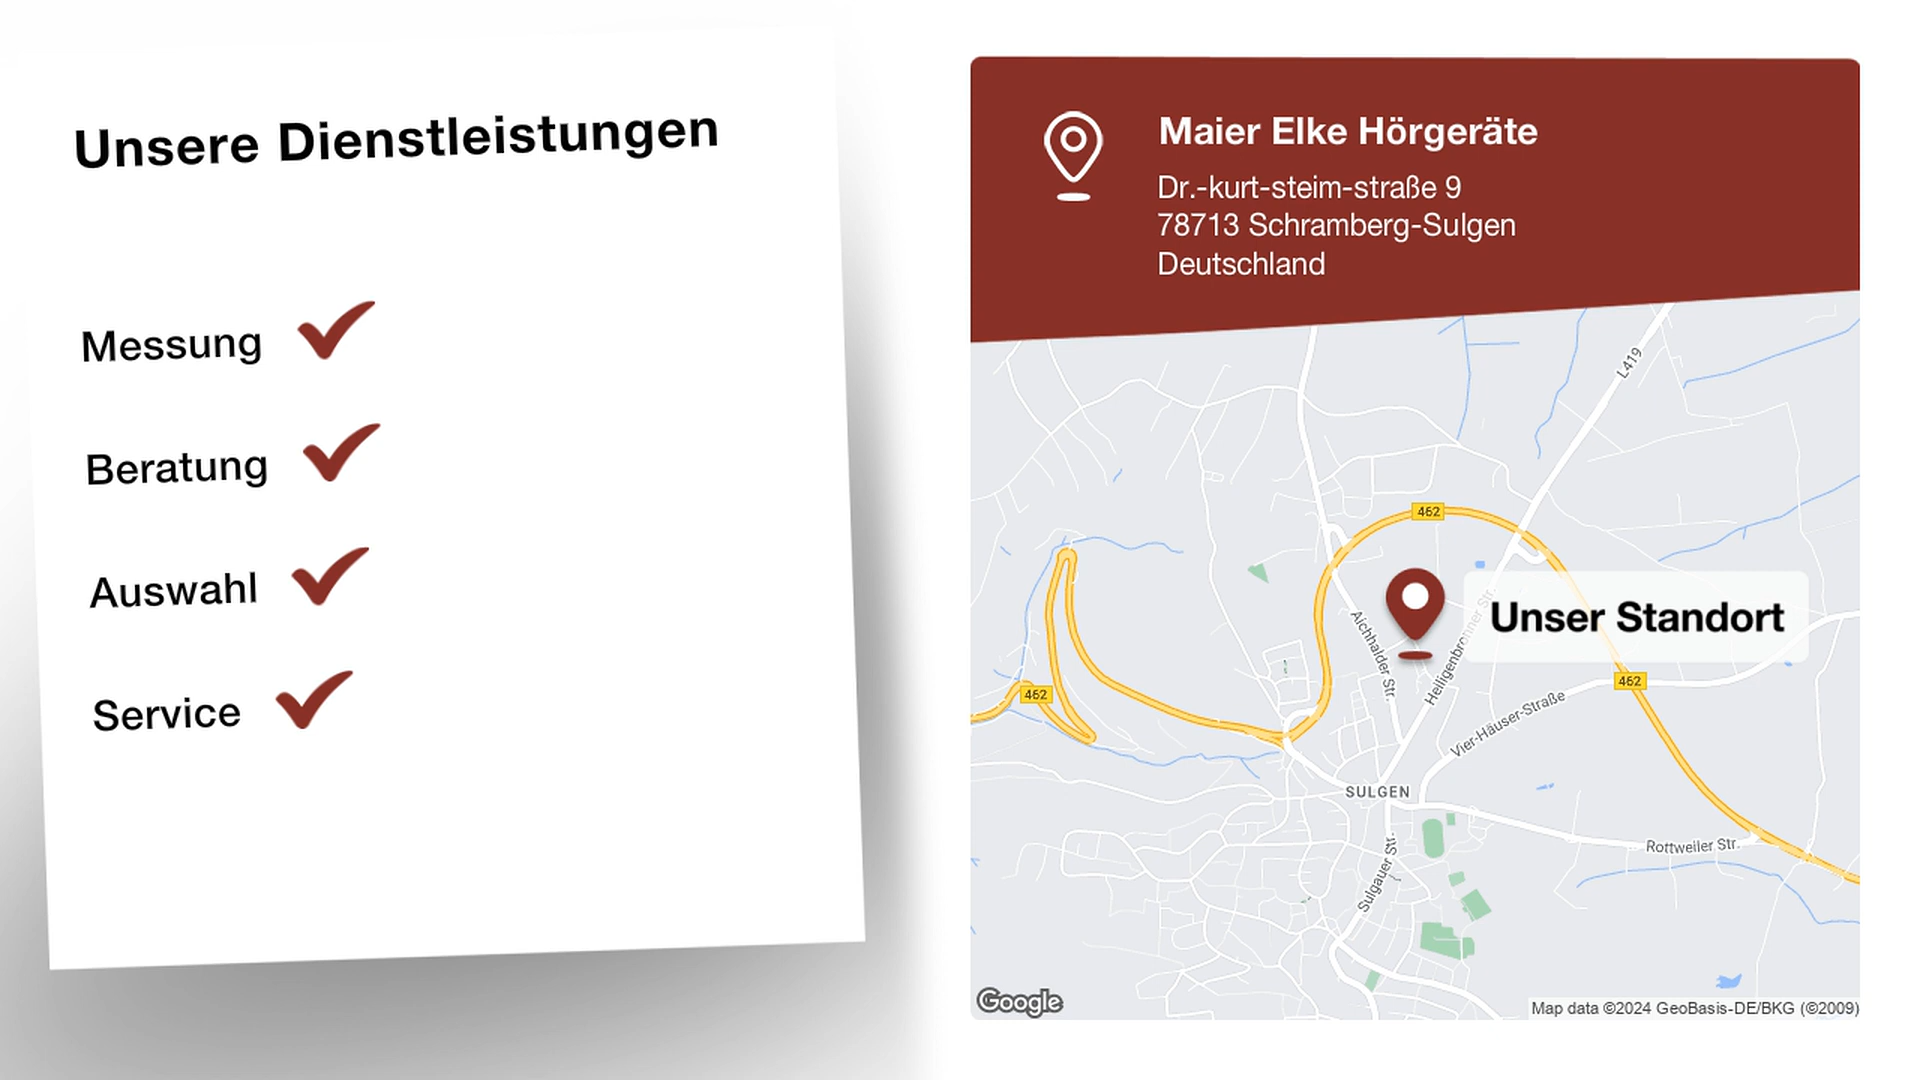 Unsere Dienstleistungen
Messung
Beratung
Auswahl
Service
Maier Elke Hörgeräte
Dr.-kurt-steim-straße 9
78713 Schramberg-Sulgen
Deutschland
L419
462
Unser Standort
Aichhalder Str.
Heiligenbronner Str.
462
462
Vier-Häuser-Straße
SULGEN
Rottweiler Str.
Sulgauer Str.
Google
Map data ©2024 GeoBasis-DE/BKG (©2009)